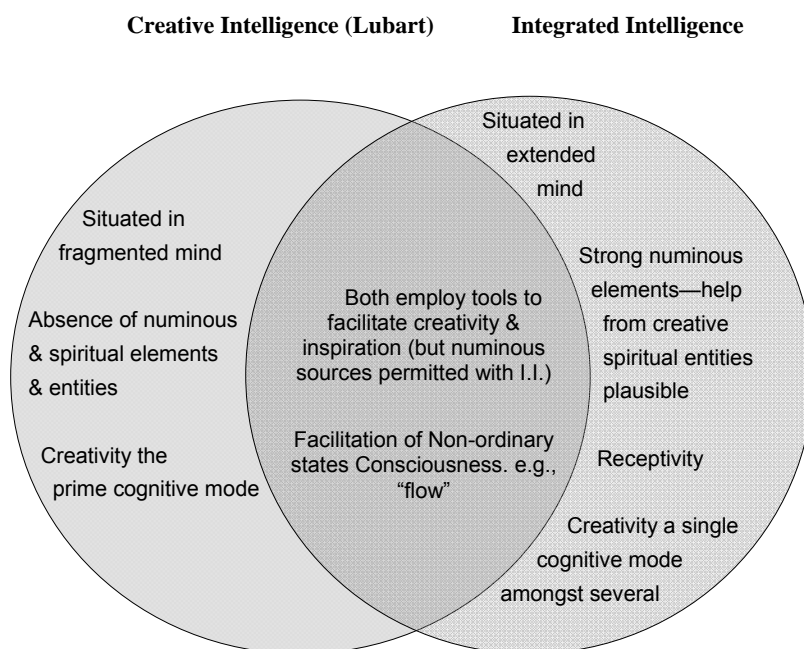 Creative Intelligence (Lubart)
Integrated Intelligence
Situated in
fragmented mind
Absence of numinous
& spiritual elements
& entities
Creativity the
prime cognitive mode
Both employ tools to
facilitate creativity &
inspiration (but numinous
sources permitted with I.I.)
Facilitation of Non-ordinary
states Consciousness. e.g.,
“flow”
Situated in
extended
mind
Strong numinous
elements—help
from creative
spiritual entities
plausible
Receptivity
Creativity a single
cognitive mode
amongst several